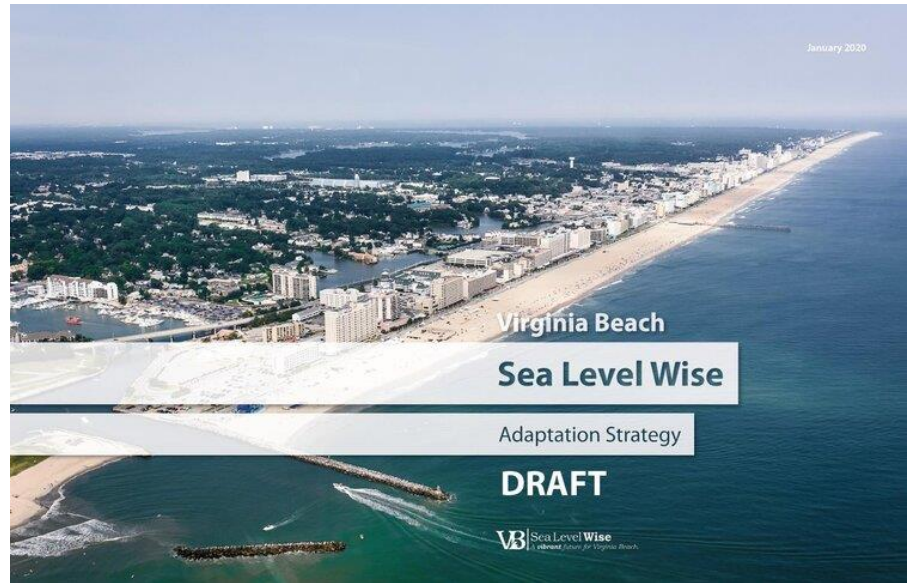 January 2020
Virginia Beach
Sea Level Wise
Adaptation Strategy
DRAFT
VB Sea Level Wise
A vibrant future for Virginia Beach.